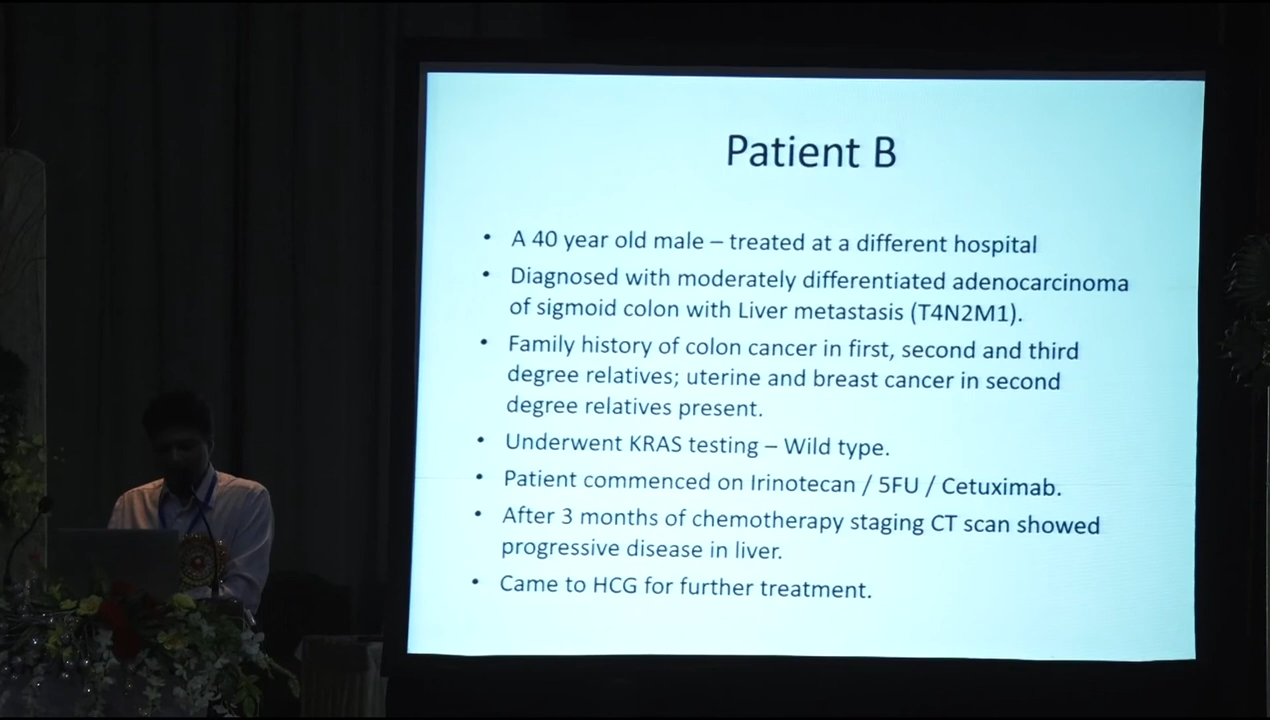 Patient B
• A 40 year old male – treated at a different hospital
• Diagnosed with moderately differentiated adenocarcinoma
of sigmoid colon with Liver metastasis (T4N2M1).
• Family history of colon cancer in first, second and third
degree relatives; uterine and breast cancer in second
degree relatives present.
• Underwent KRAS testing – Wild type.
• Patient commenced on Irinotecan / 5FU / Cetuximab.
• After 3 months of chemotherapy staging CT scan showed
progressive disease in liver.
• Came to HCG for further treatment.